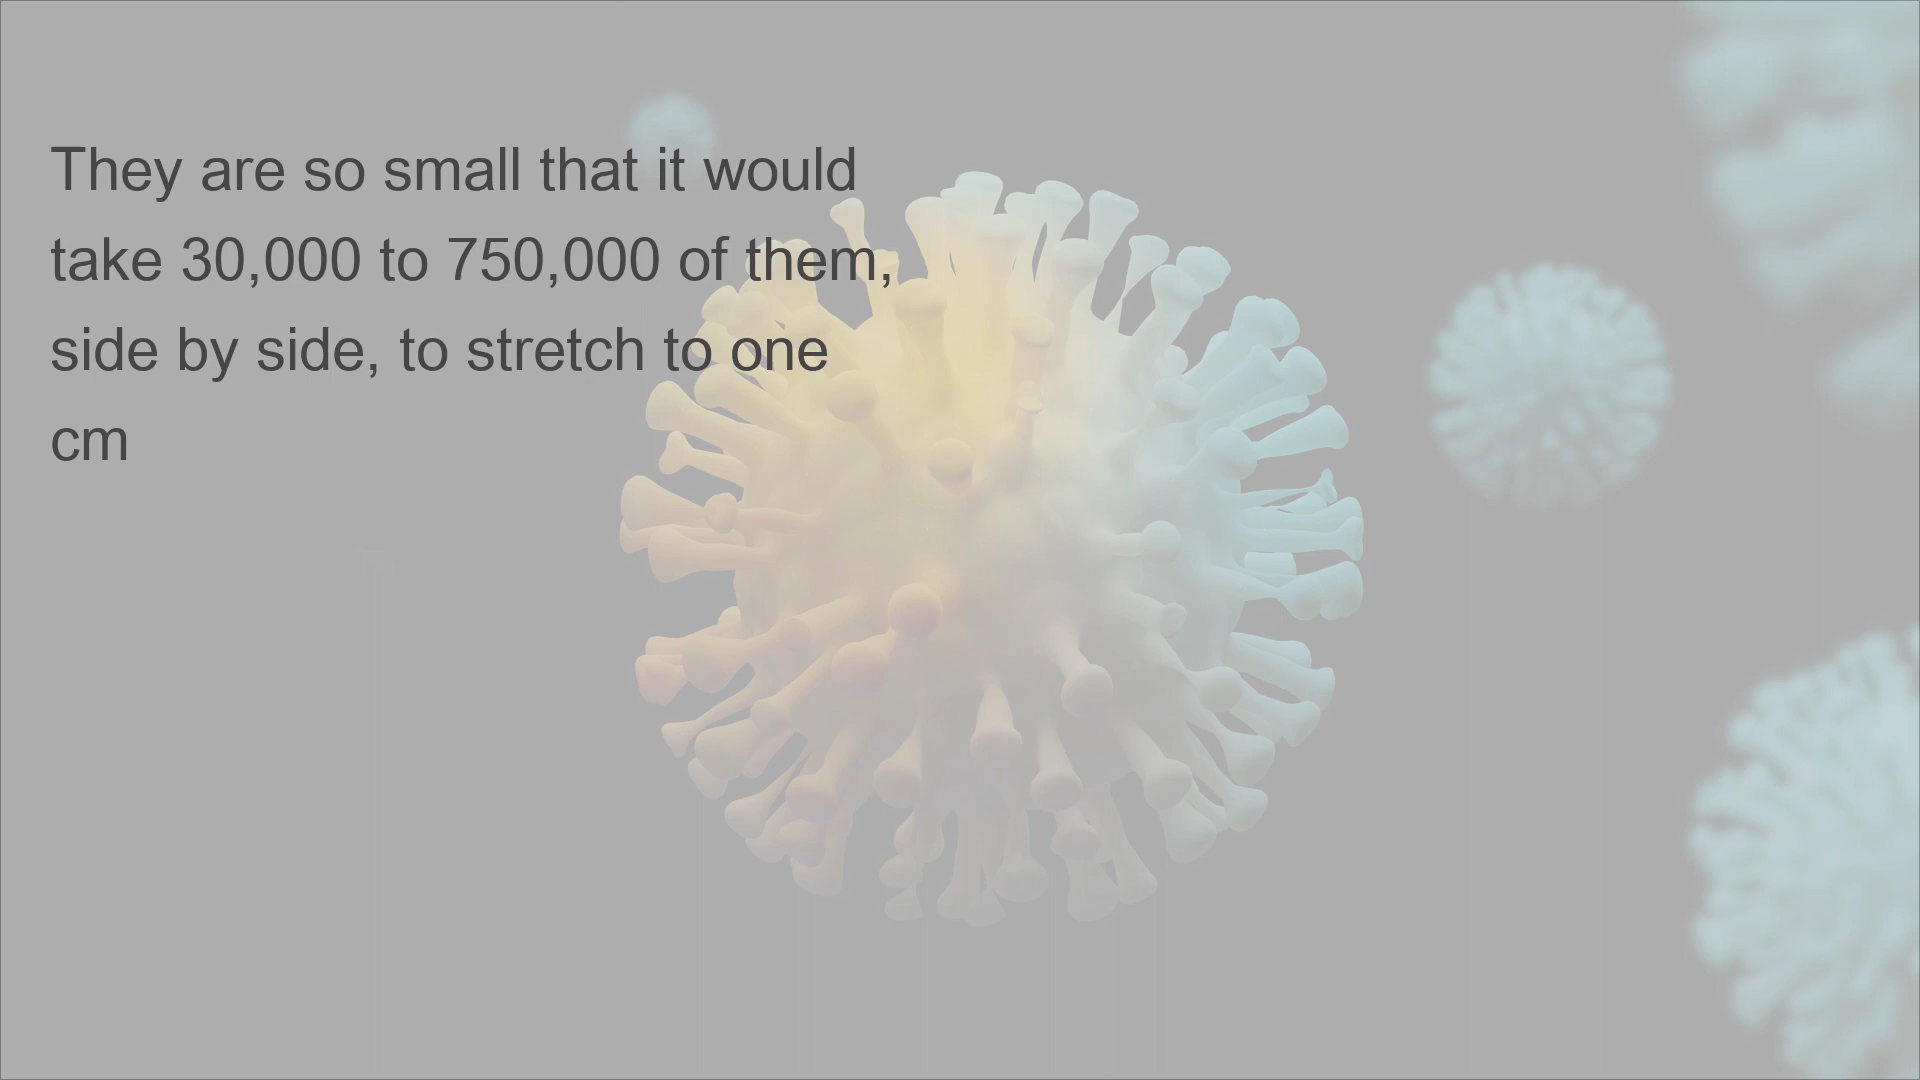 They are so small that it would
take 30,000 to 750,000 of them,
side by side, to stretch to one
cm